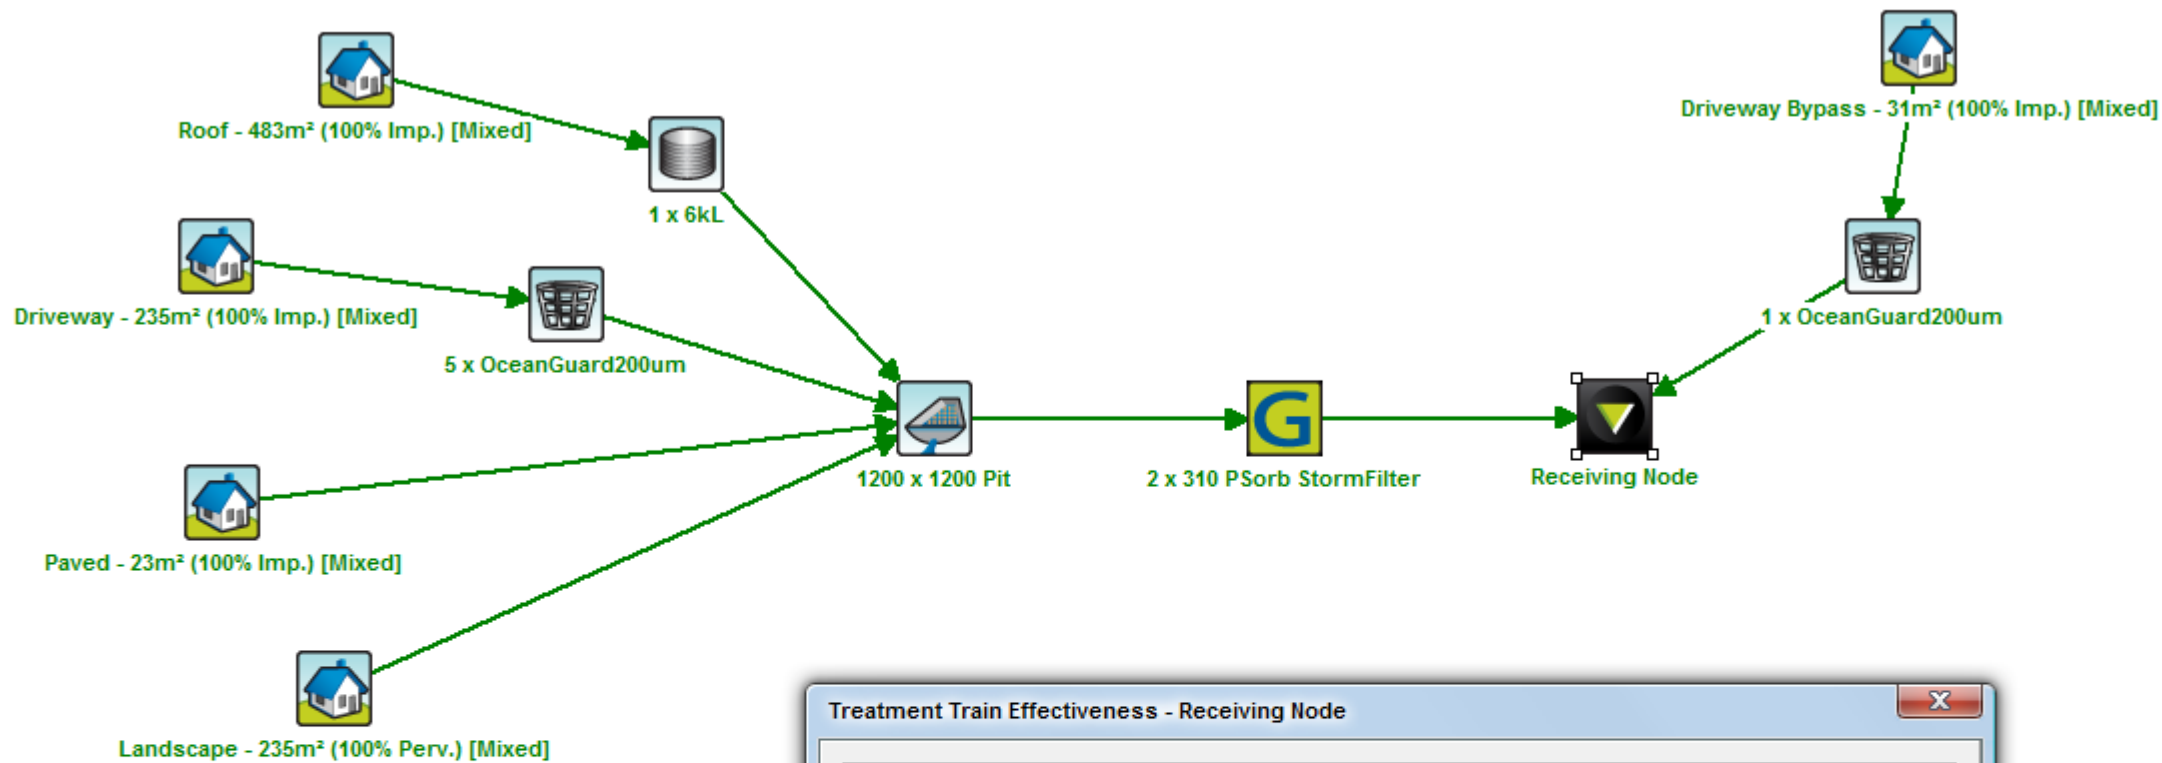 Roof - 483m² (100% Imp.) [Mixed]
Driveway Bypass - 31m² (100% Imp.) [Mixed]
1 x 6kL
Driveway - 235m² (100% Imp.) [Mixed]
1 x OceanGuard200um
5 x OceanGuard200um
G
1200 x 1200 Pit
2 x 310 PSorb StormFilter
Receiving Node
Paved - 23m² (100% Imp.) [Mixed]
Treatment Train Effectiveness - Receiving Node
Landscape - 235m² (100% Perv.) [Mixed]